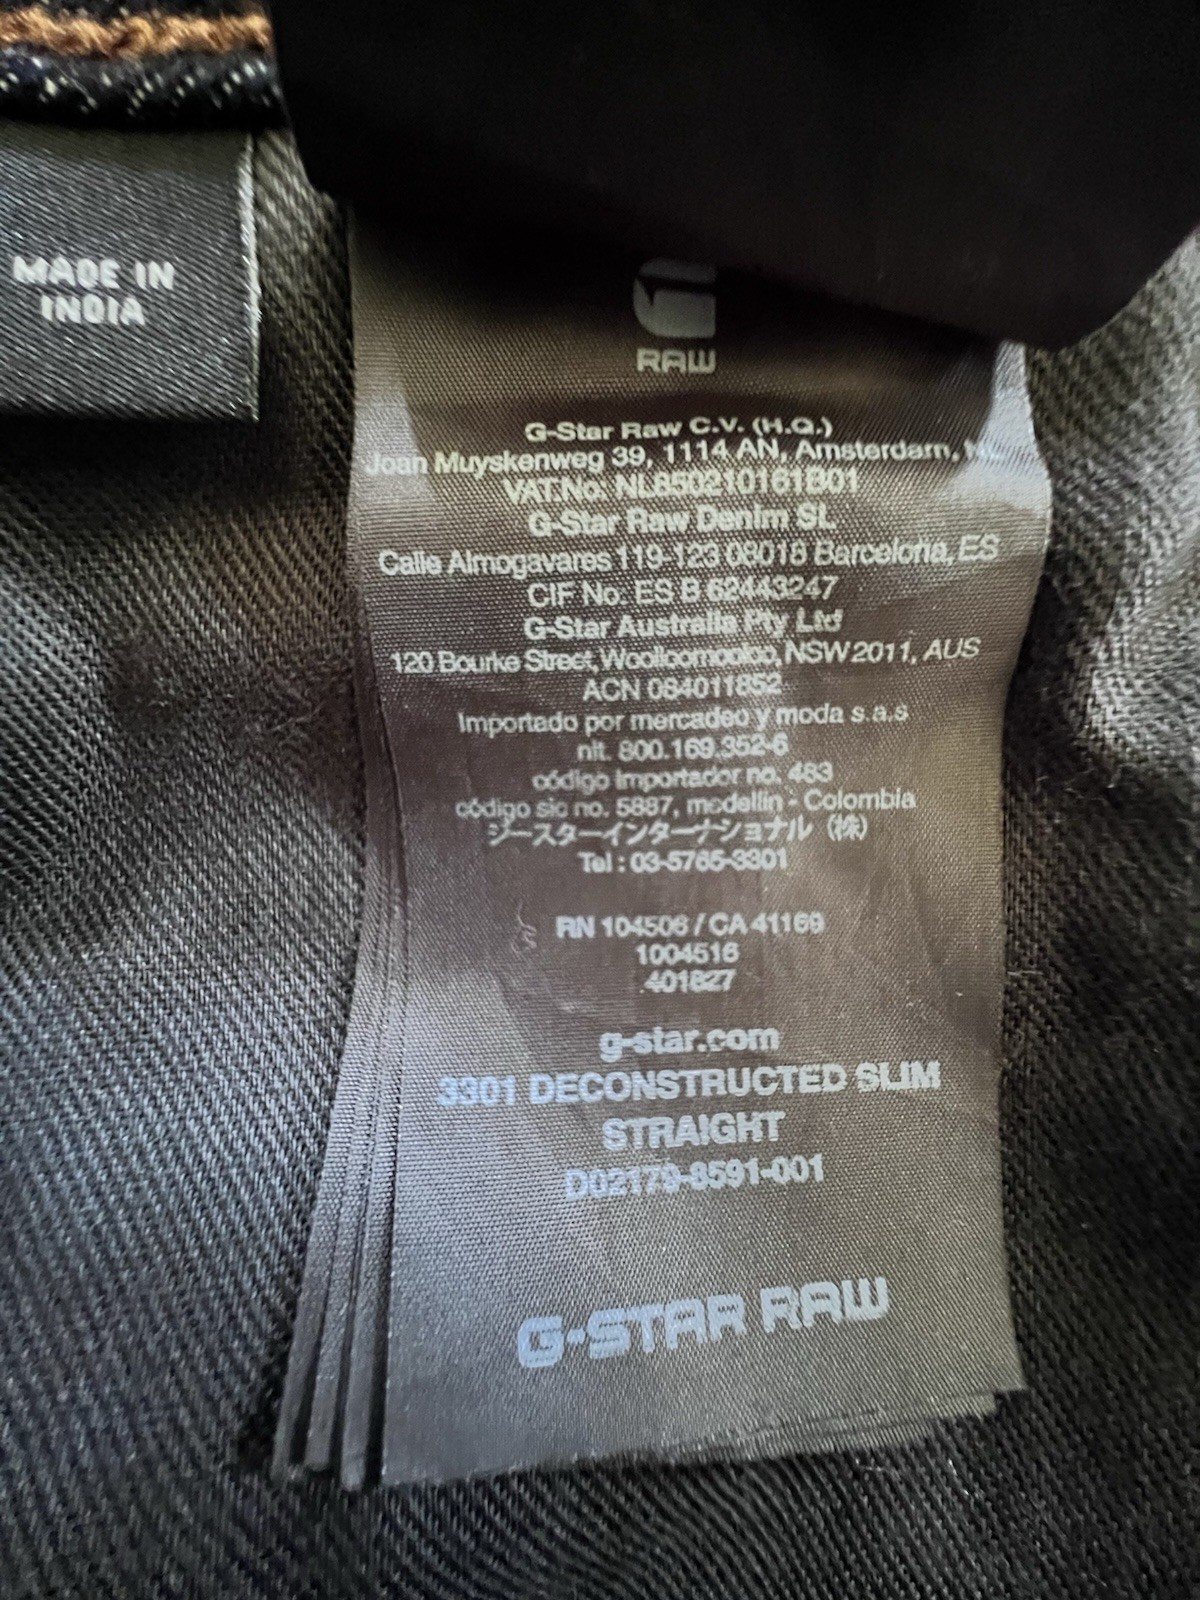 MADE IN
INDIA
RAW
G-Star Raw C.V. (H.Q.)
Joan Muyskenweg 39, 1114 AN, Amsterdam, NL
VAT.No: NL850210161B01
G-Star Raw Denim SL
Calle Almogavares 119-123 08018 Barcelona, ES
CIF No: ES B 62443247
G-Star Australia Pty Ltd
120 Bourke Street, Woolloomooloo, NSW 2011, AUS
ACN 084011852
Importado por mercadeo y moda s.a.s
nit. 800.169.352-6
código importador no. 463
código sic no. 5887, medellin - Colombia
ジースターインターナショナル (株)
Tel : 03-5765-3301
RN 104506 / CA 41169
1004516
401827
g-star.com
3301 DECONSTRUCTED SLIM
STRAIGHT
D02179-8591-001
G-STAR RAW